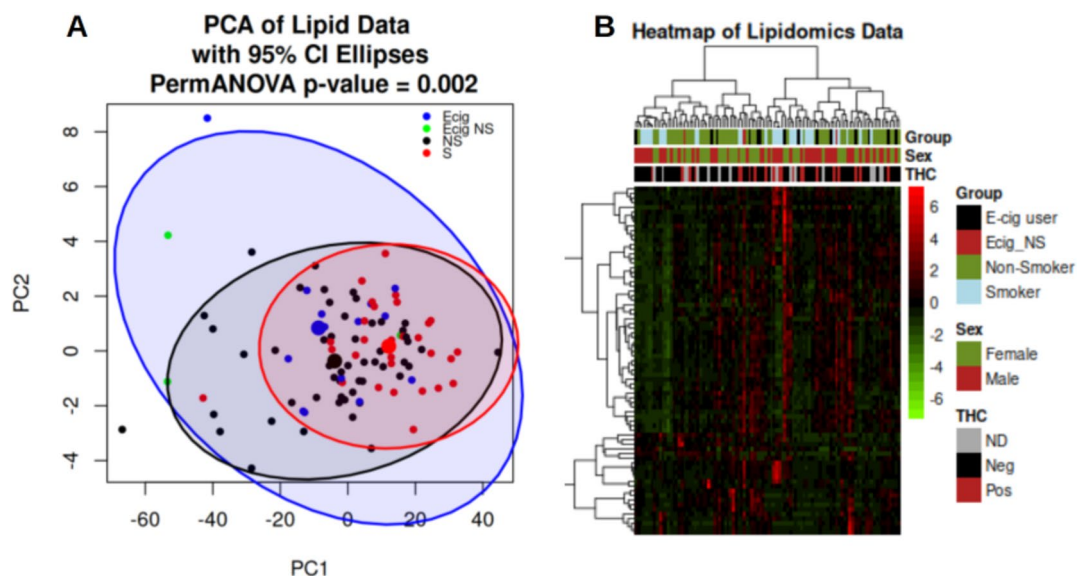 A
PCA of Lipid Data
with 95% CI Ellipses
PermANOVA p-value = 0.002
Ecig
Ecig NS
NS
S
8
6
4
2
0
-2
-4
PC2
-60 -40 -20 0 20 40
PC1
B
Heatmap of Lipidomics Data
Group
Sex
THC
6
4
2
0
-2
-4
-6
Group
E-cig user
Ecig_NS
Non-Smoker
Smoker
Sex
Female
Male
THC
ND
Neg
Pos